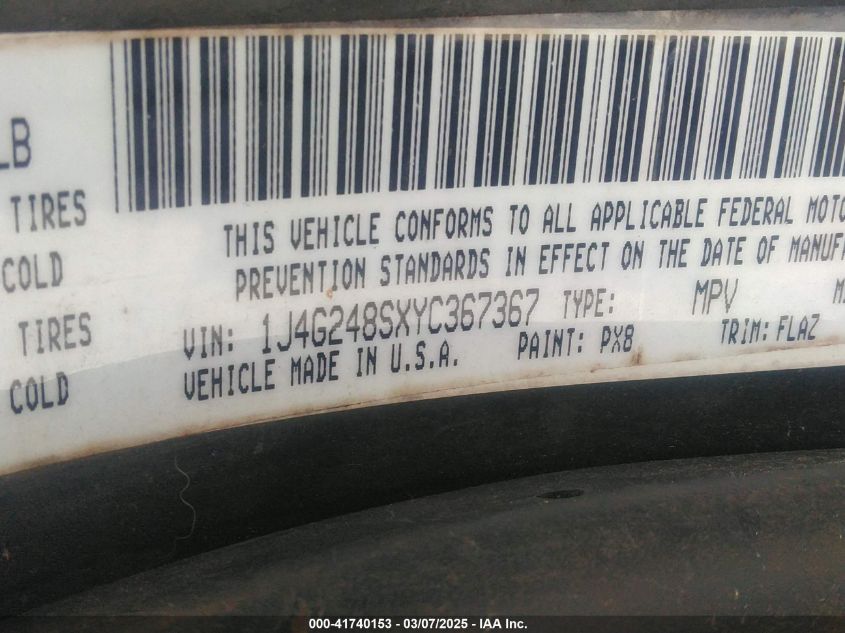 LB
TIRES
THIS VEHICLE CONFORMS TO ALL APPLICABLE FEDERAL MOTO
COLD
PREVENTION STANDARDS IN EFFECT ON THE DATE OF MANUF
TIRES
VIN: 1J4G248SXYC367367 TYPE: MPV
COLD
VEHICLE MADE IN U.S.A. PAINT: PX8 TRIM: FLAZ
000-41740153 — 03/07/2025 — IAA Inc.